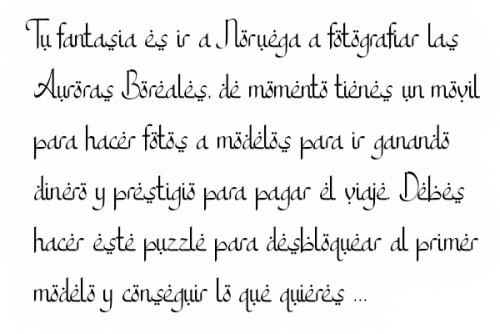 Tu fantasia es ir a Noruega a fotografiar las
Auroras Boreales, de momento tienes un movil
para hacer fotos a modelos para ir ganando
dinero y prestigio para pagar el viaje. Debes
hacer este puzzle para desbloquear al primer
modelo y conseguir lo que quieres ...